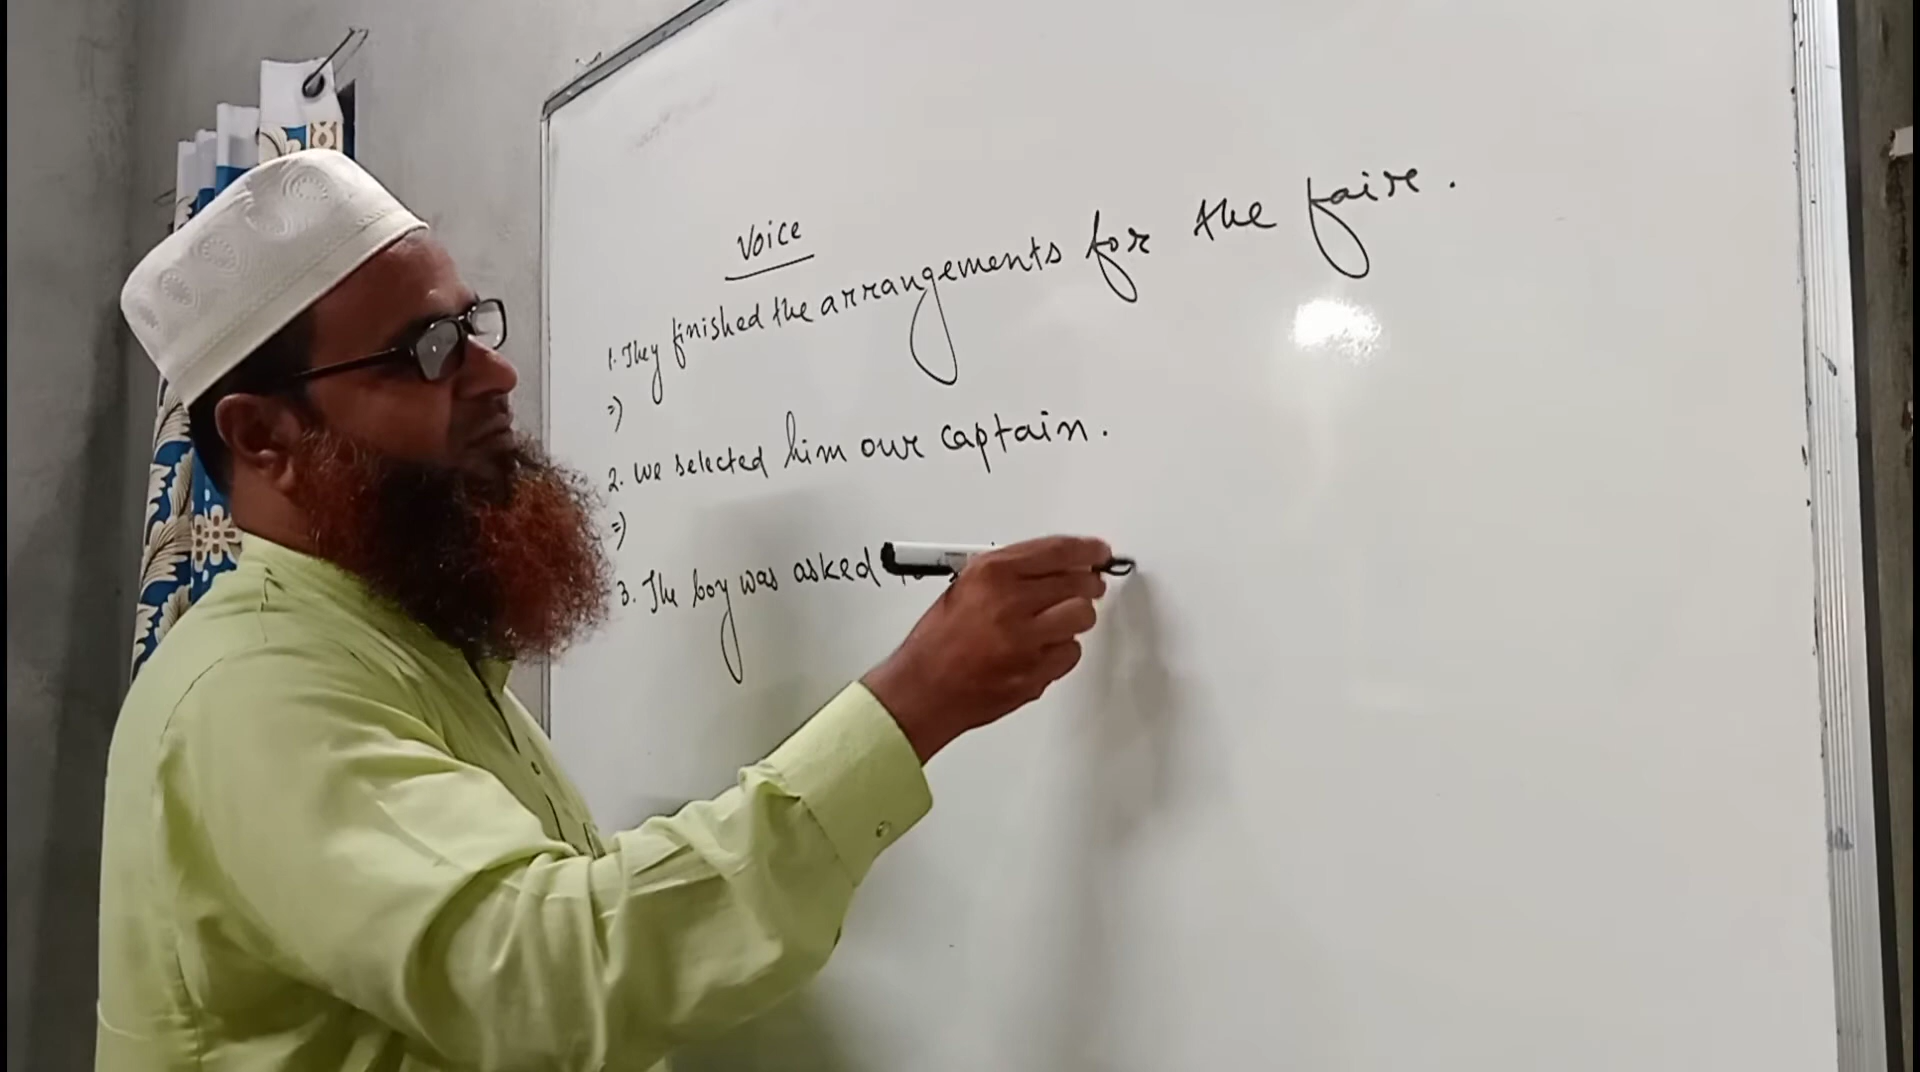 Voice
1. They finished the arrangements for the faire.
=)
2. We selected him our captain.
=)
3. The boy was asked to